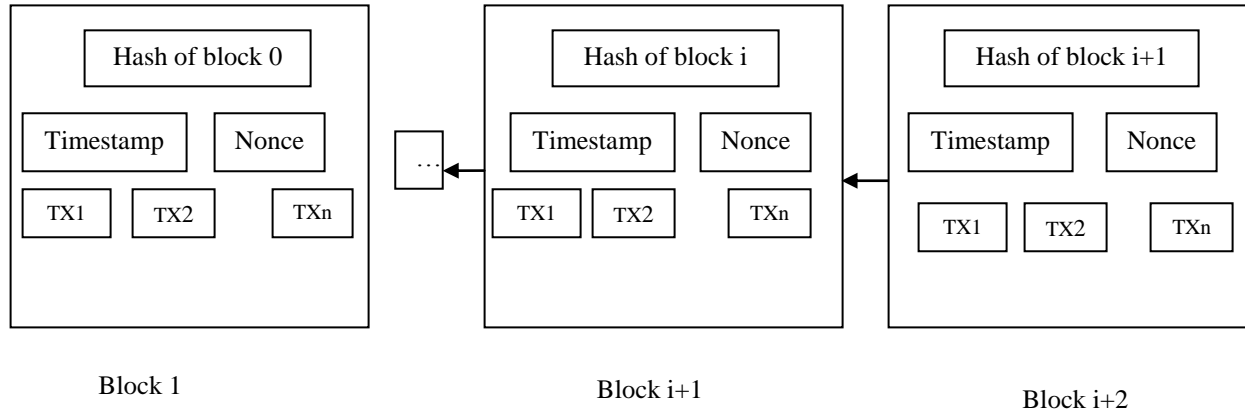 Hash of block 0
Timestamp
Nonce
TX1
TX2
TXn
Block 1
…
Hash of block i
Timestamp
Nonce
TX1
TX2
TXn
Block i+1
Hash of block i+1
Timestamp
Nonce
TX1
TX2
TXn
Block i+2